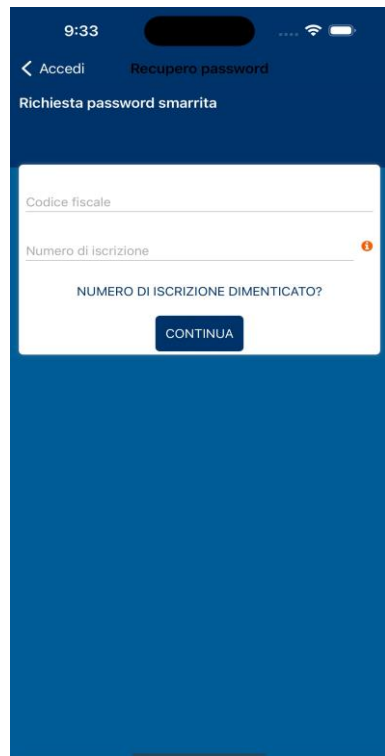 9:33
Accedi Recupero password
Richiesta password smarrita
Codice fiscale
Numero di iscrizione
NUMERO DI ISCRIZIONE DIMENTICATO?
CONTINUA